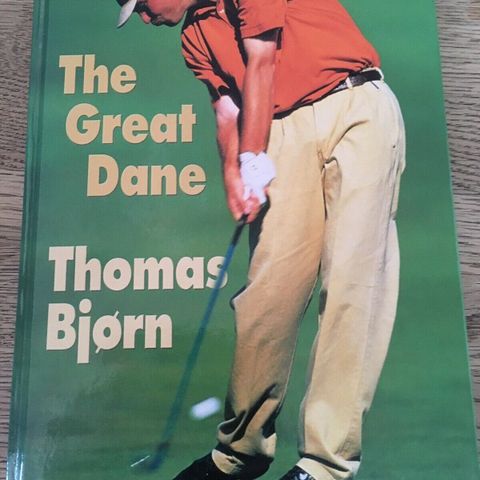 The
Great
Dane
Thomas
Bjørn